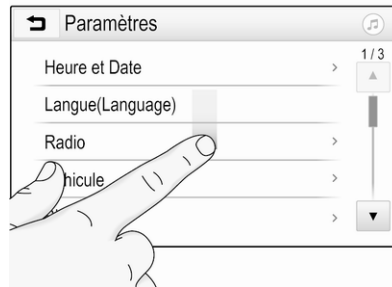 Paramètres
1 / 3
Heure et Date
Langue(Language)
Radio
hicule